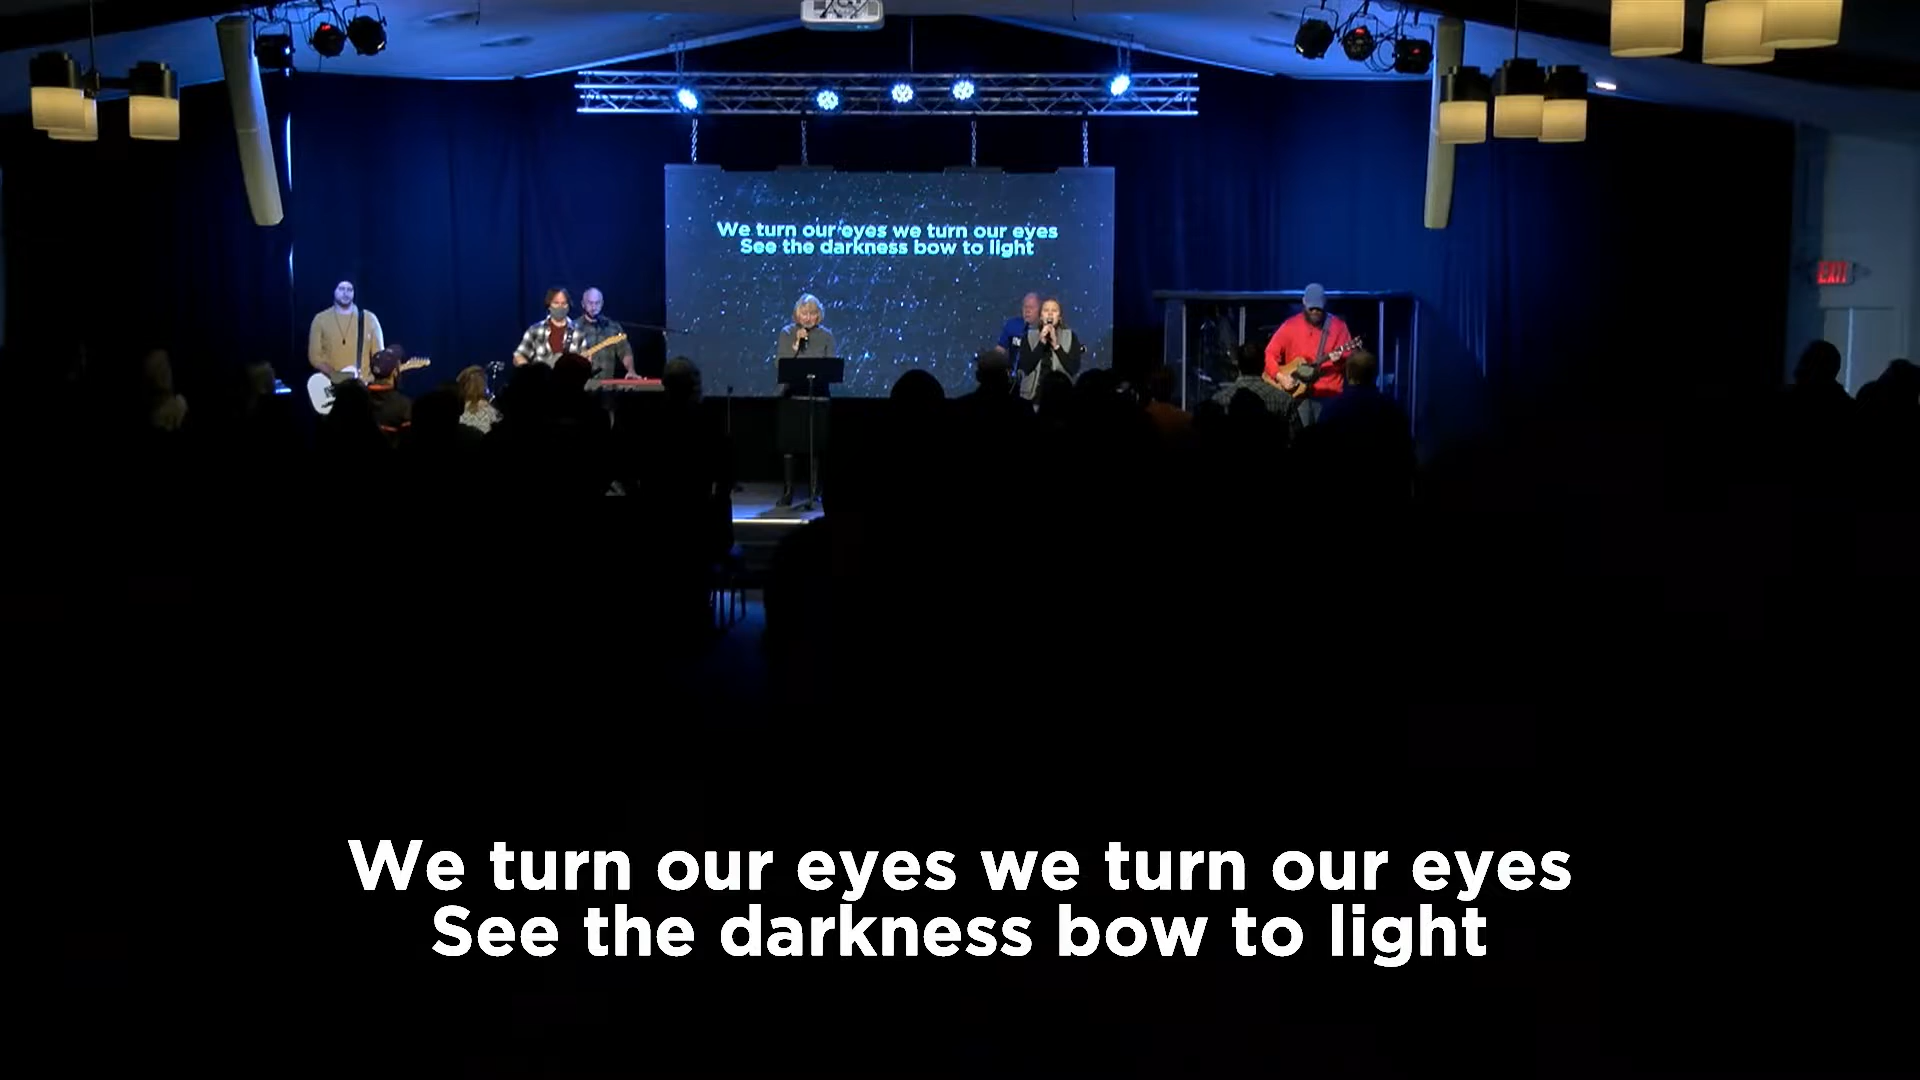 EXIT
We turn our eyes we turn our eyes
See the darkness bow to light
We turn our eyes we turn our eyes
See the darkness bow to light